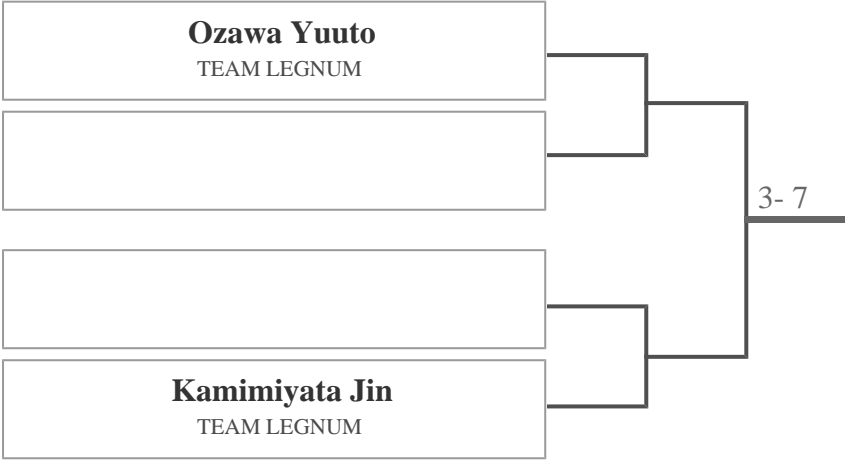 Ozawa Yuuto
TEAM LEGNUM
3- 7
Kamimiyata Jin
TEAM LEGNUM